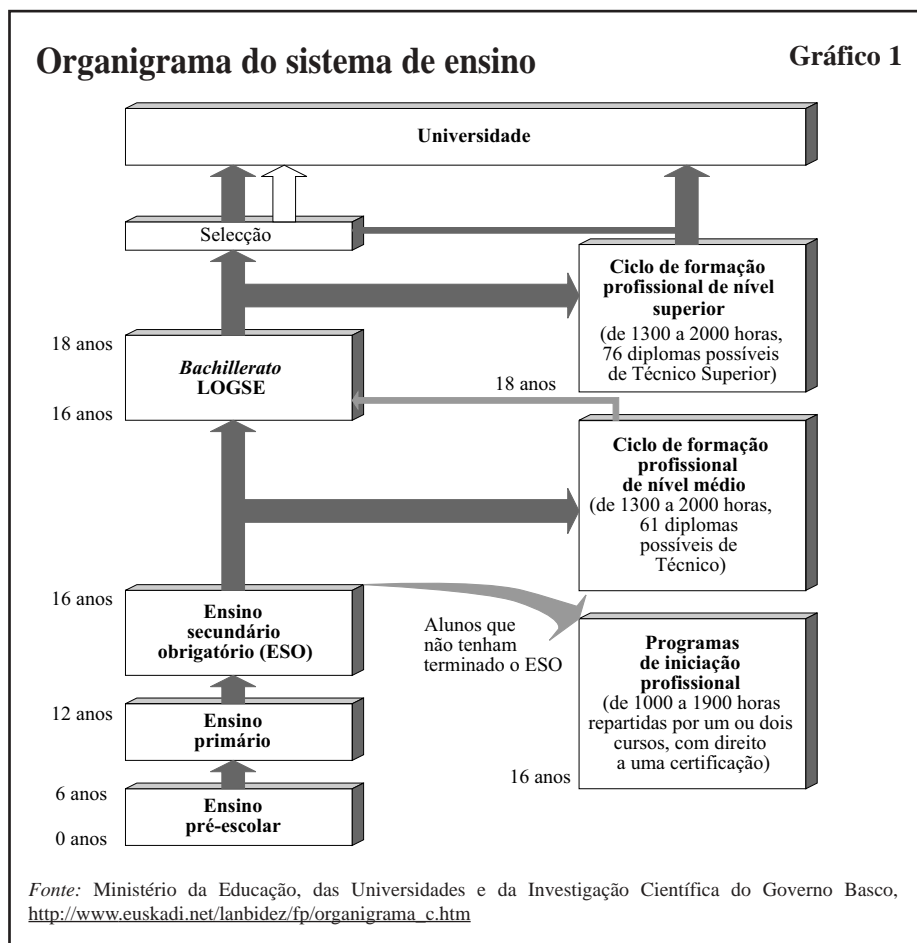 Organigrama do sistema de ensino
Gráfico 1
Universidade
Selecção
Ciclo de formação
profissional de nível
superior
(de 1300 a 2000 horas,
76 diplomas possíveis
de Técnico Superior)
18 anos
Bachillerato
LOGSE
16 anos
18 anos
Ciclo de formação
profissional
de nível médio
(de 1300 a 2000 horas,
61 diplomas
possíveis de
Técnico)
16 anos
Ensino
secundário
obrigatório (ESO)
Alunos que
não tenham
terminado o ESO
Programas
de iniciação
profissional
(de 1000 a 1900 horas
repartidas por um ou dois
cursos, com direito
a uma certificação)
16 anos
12 anos
Ensino
primário
6 anos
Ensino
pré-escolar
0 anos
Fonte: Ministério da Educação, das Universidades e da Investigação Científica do Governo Basco,
http://www.euskadi.net/lanbidez/fp/organigrama_c.htm